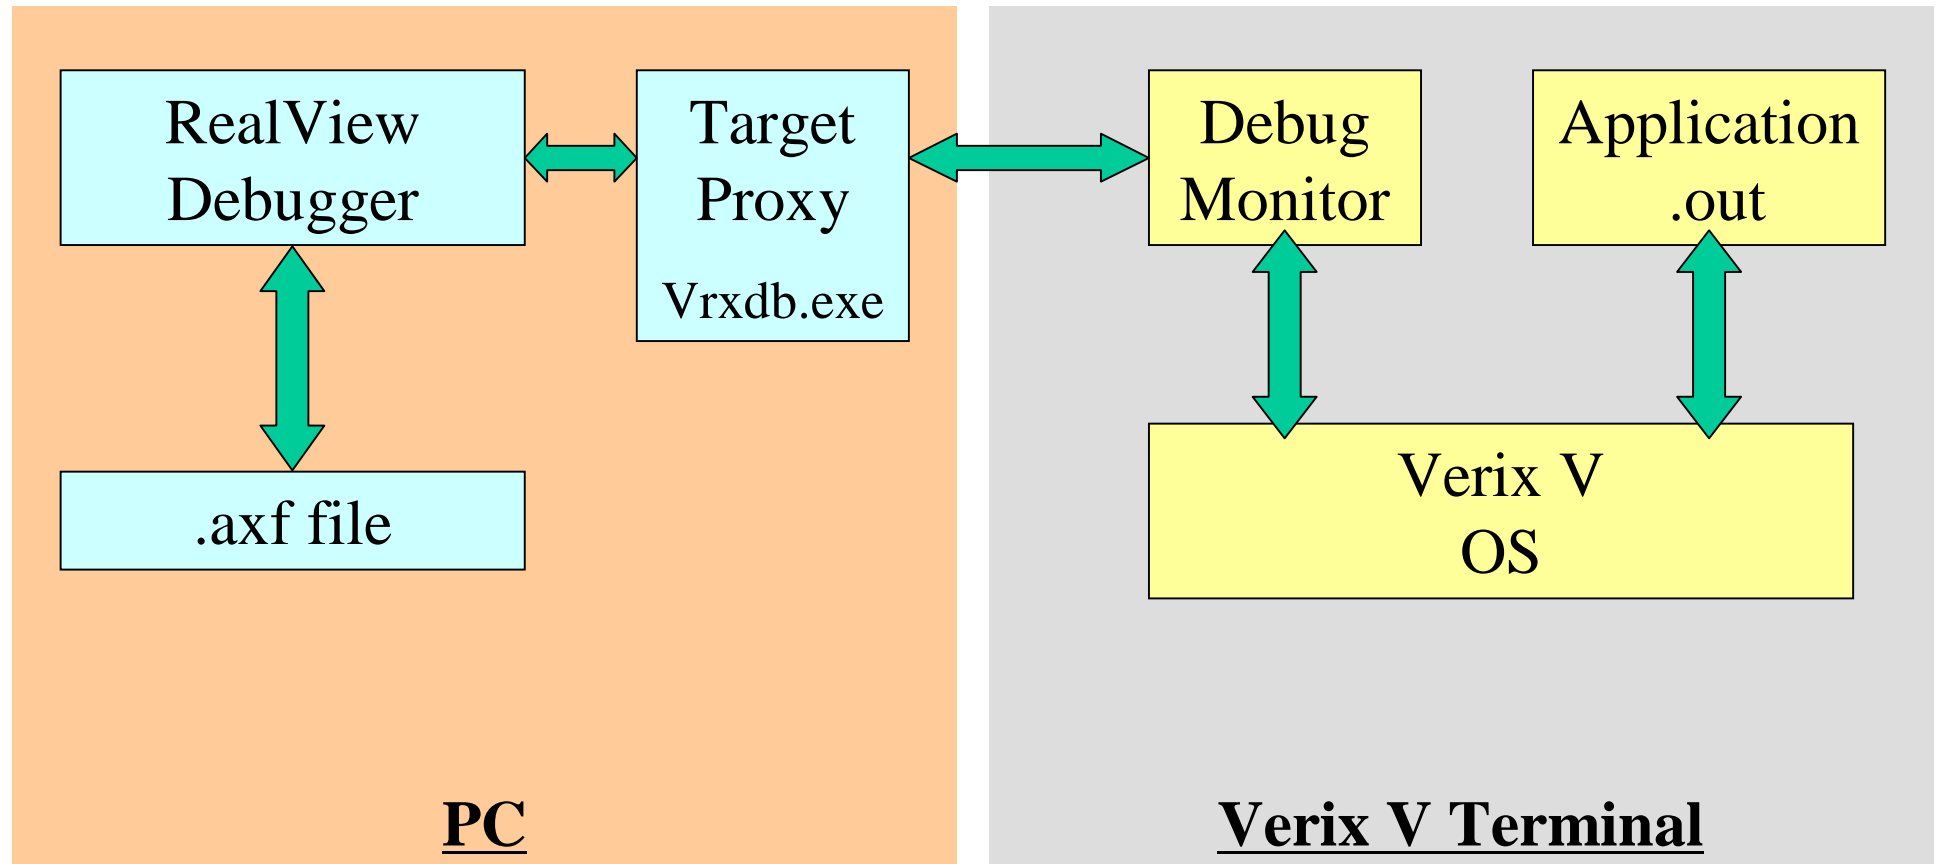 RealView
Debugger
Target
Proxy
Vrxdb.exe
.axf file
PC
Debug
Monitor
Application
.out
Verix V
OS
Verix V Terminal